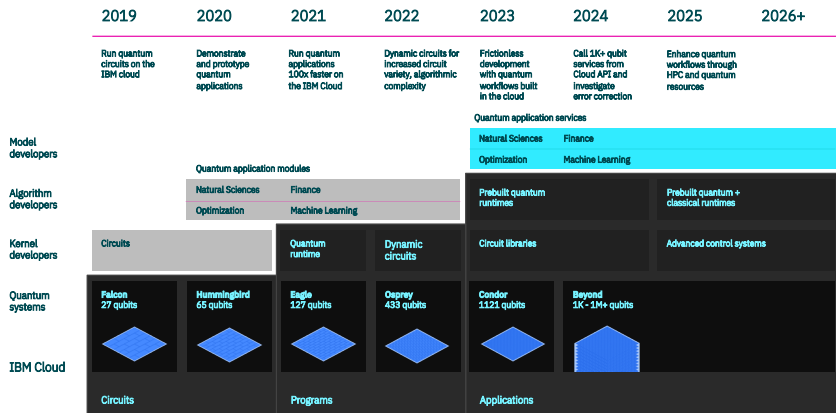 2019
2020
2021
2022
2023
2024
2025
2026+
Run quantum
circuits on the
IBM cloud
Demonstrate
and prototype
quantum
applications
Run quantum
applications
100x faster on
the IBM Cloud
Dynamic circuits for
increased circuit
variety, algorithmic
complexity
Frictionless
development
with quantum
workflows built
in the cloud
Call 1K+ qubit
services from
Cloud API and
investigate
error correction
Enhance quantum
workflows through
HPC and quantum
resources
Model
developers
Quantum application services
Natural Sciences
Finance
Optimization
Machine Learning
Algorithm
developers
Quantum application modules
Natural Sciences
Finance
Optimization
Machine Learning
Prebuilt quantum
runtimes
Prebuilt quantum +
classical runtimes
Kernel
developers
Circuits
Quantum
runtime
Dynamic
circuits
Circuit libraries
Advanced control systems
Quantum
systems
Falcon
27 qubits
Hummingbird
65 qubits
Eagle
127 qubits
Osprey
433 qubits
Condor
1121 qubits
Beyond
1K - 1M+ qubits
IBM Cloud
Circuits
Programs
Applications